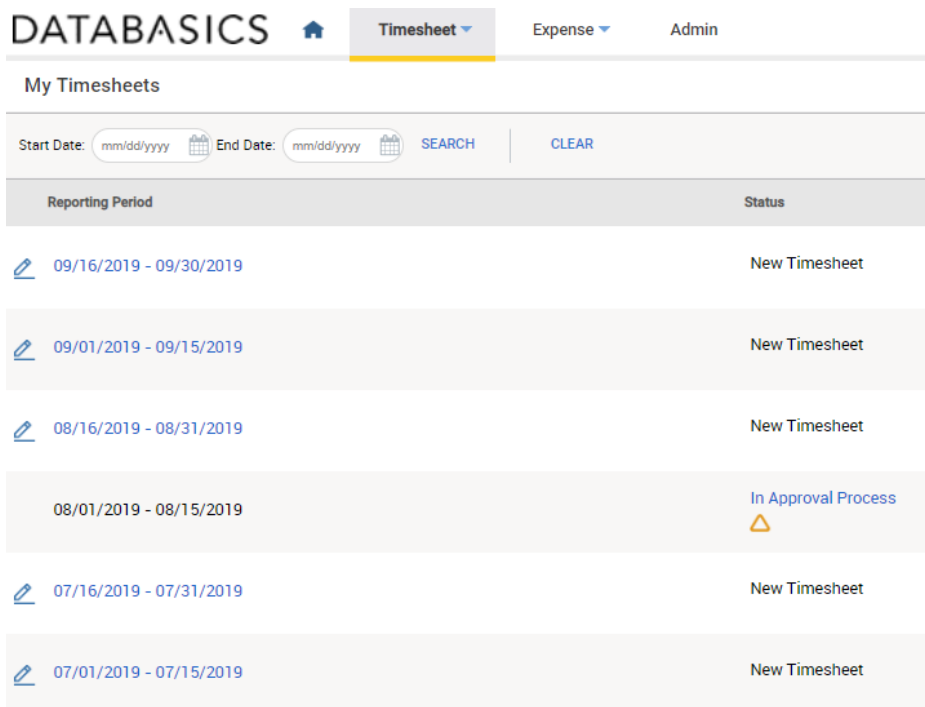 DATABASICS Timesheet Expense Admin
My Timesheets
Start Date: mm/dd/yyyy End Date: mm/dd/yyyy SEARCH CLEAR
Reporting Period Status
09/16/2019 - 09/30/2019 New Timesheet
09/01/2019 - 09/15/2019 New Timesheet
08/16/2019 - 08/31/2019 New Timesheet
08/01/2019 - 08/15/2019 In Approval Process
07/16/2019 - 07/31/2019 New Timesheet
07/01/2019 - 07/15/2019 New Timesheet